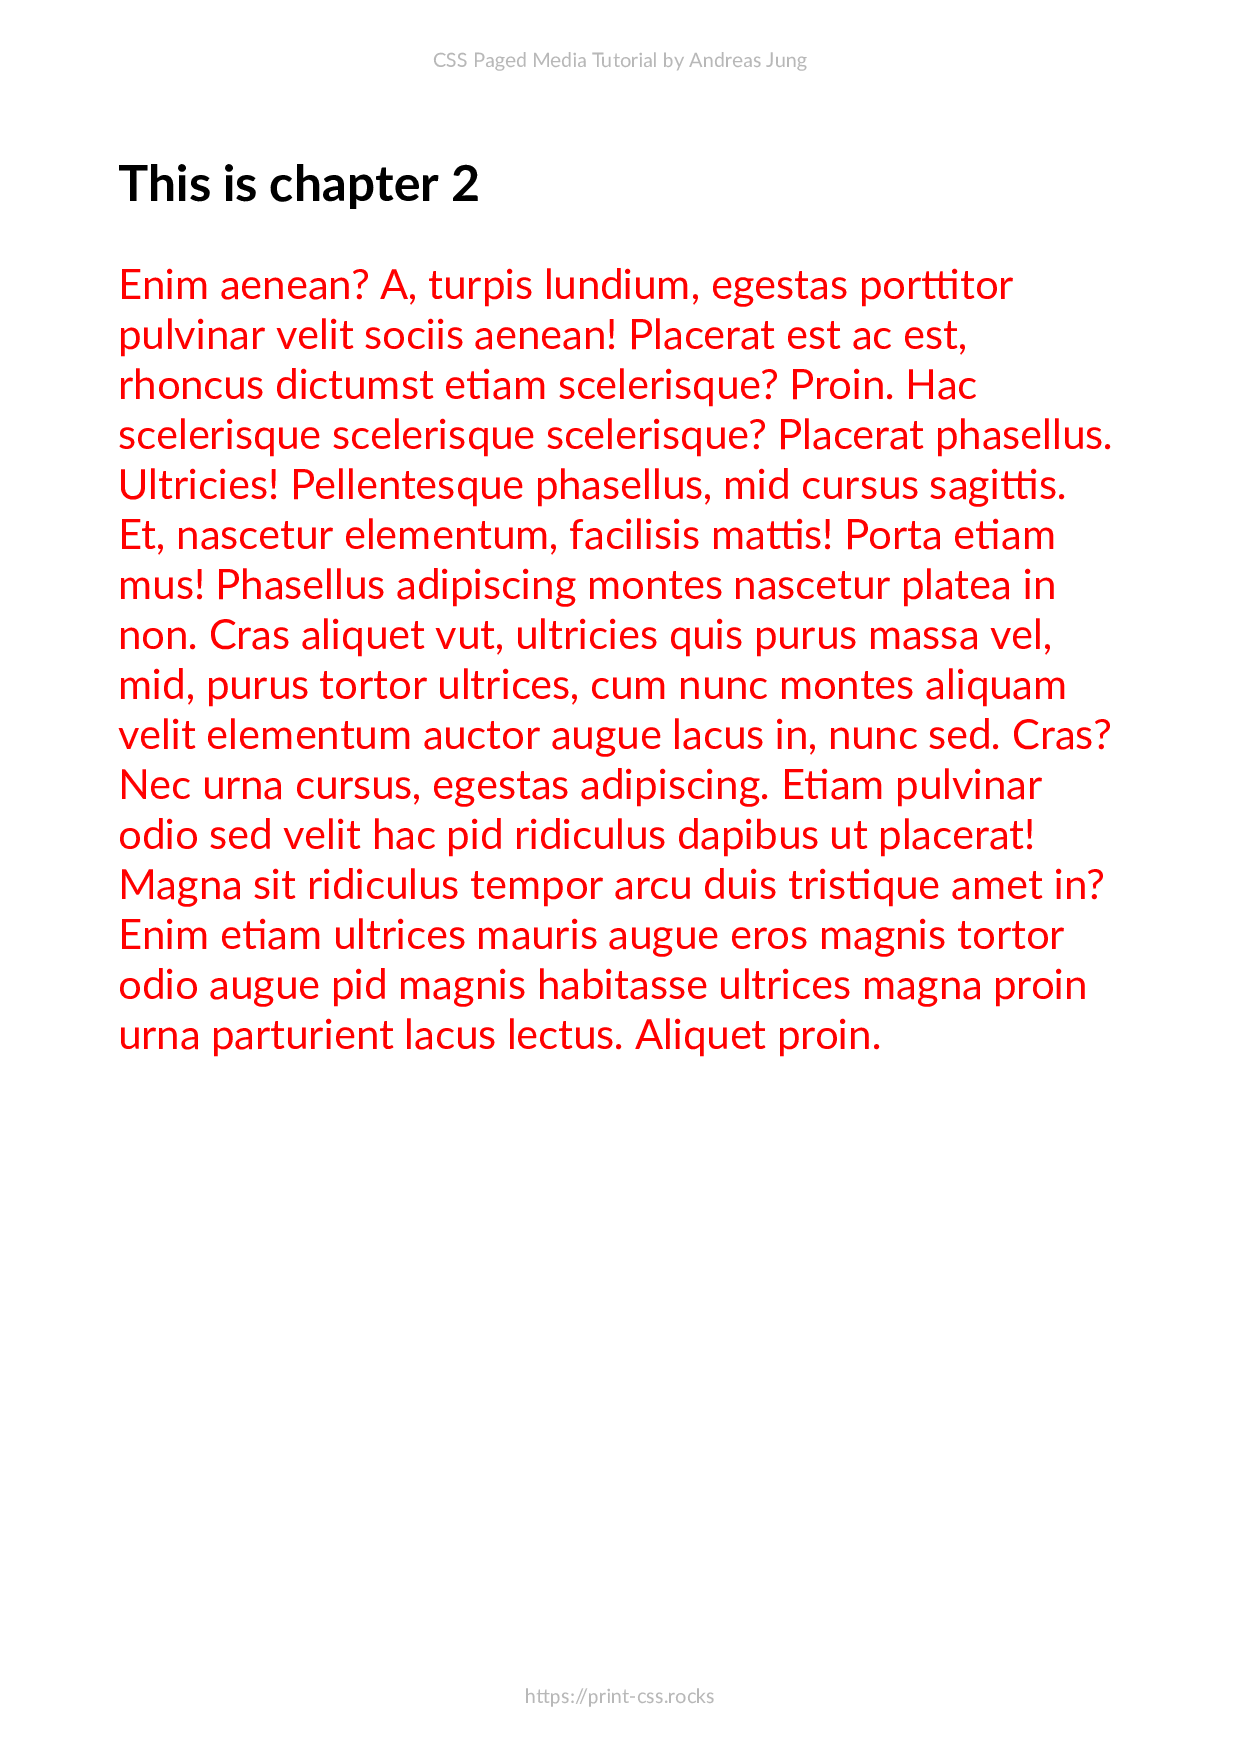 CSS Paged Media Tutorial by Andreas Jung
This is chapter 2
Enim aenean? A, turpis lundium, egestas porttitor
pulvinar velit sociis aenean! Placerat est ac est,
rhoncus dictumst etiam scelerisque? Proin. Hac
scelerisque scelerisque scelerisque? Placerat phasellus.
Ultricies! Pellentesque phasellus, mid cursus sagittis.
Et, nascetur elementum, facilisis mattis! Porta etiam
mus! Phasellus adipiscing montes nascetur platea in
non. Cras aliquet vut, ultricies quis purus massa vel,
mid, purus tortor ultrices, cum nunc montes aliquam
velit elementum auctor augue lacus in, nunc sed. Cras?
Nec urna cursus, egestas adipiscing. Etiam pulvinar
odio sed velit hac pid ridiculus dapibus ut placerat!
Magna sit ridiculus tempor arcu duis tristique amet in?
Enim etiam ultrices mauris augue eros magnis tortor
odio augue pid magnis habitasse ultrices magna proin
urna parturient lacus lectus. Aliquet proin.
https://print-css.rocks